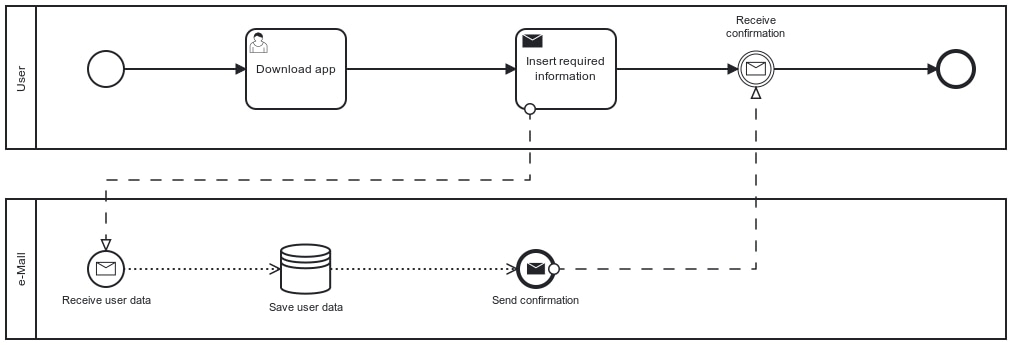 User
Download app
Insert required
information
Receive
confirmation
e-Mall
Receive user data
Save user data
Send confirmation